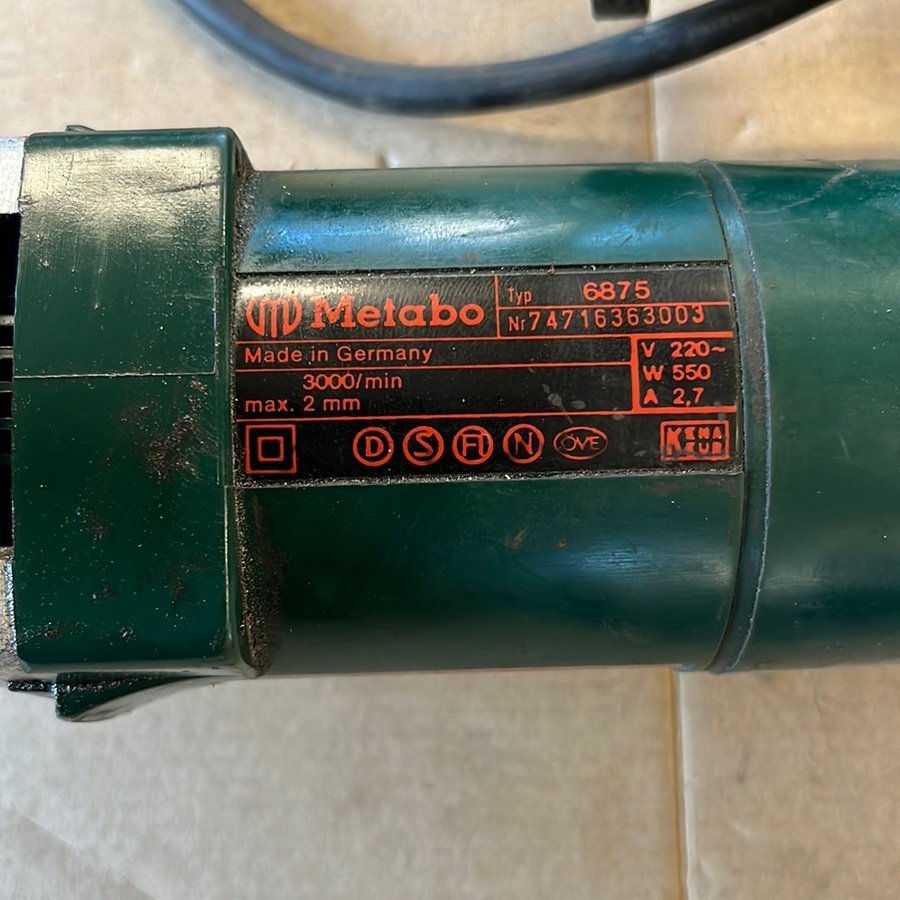 Metabo
Typ 6875
Nr 74716363003
Made in Germany
3000/min
max. 2 mm
V 220~
W 550
A 2,7
D S FI N ÖVE
KEMA KEUR